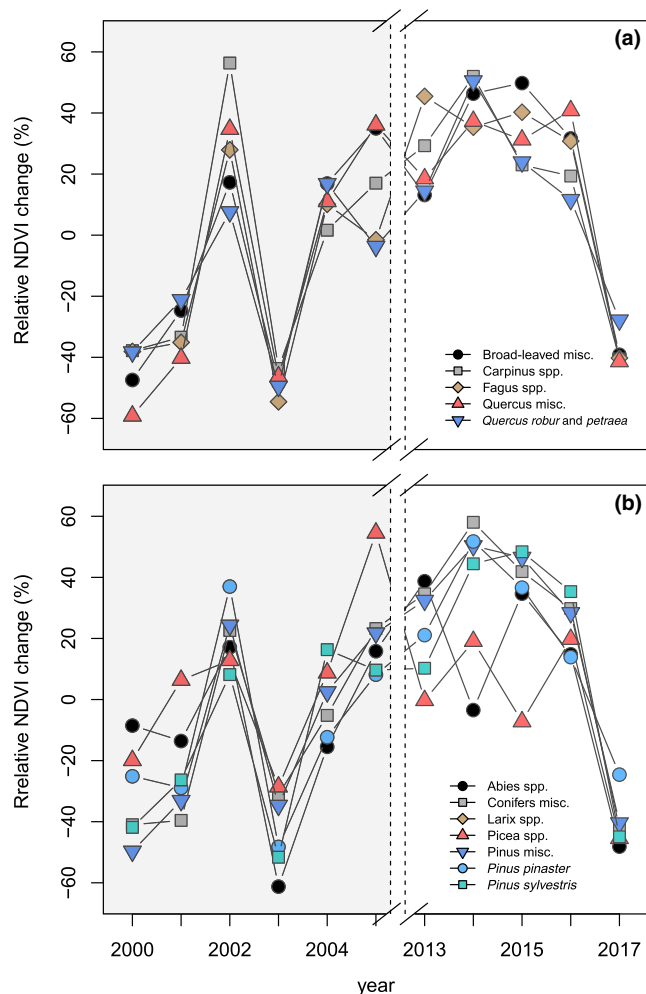 (a)
Relative NDVI change (%)
60
40
20
0
−20
−40
−60
Broad-leaved misc.
Carpinus spp.
Fagus spp.
Quercus misc.
Quercus robur and petraea
(b)
Rrelative NDVI change (%)
60
40
20
0
−20
−40
−60
Abies spp.
Conifers misc.
Larix spp.
Picea spp.
Pinus misc.
Pinus pinaster
Pinus sylvestris
2000 2002 2004 2013 2015 2017
year